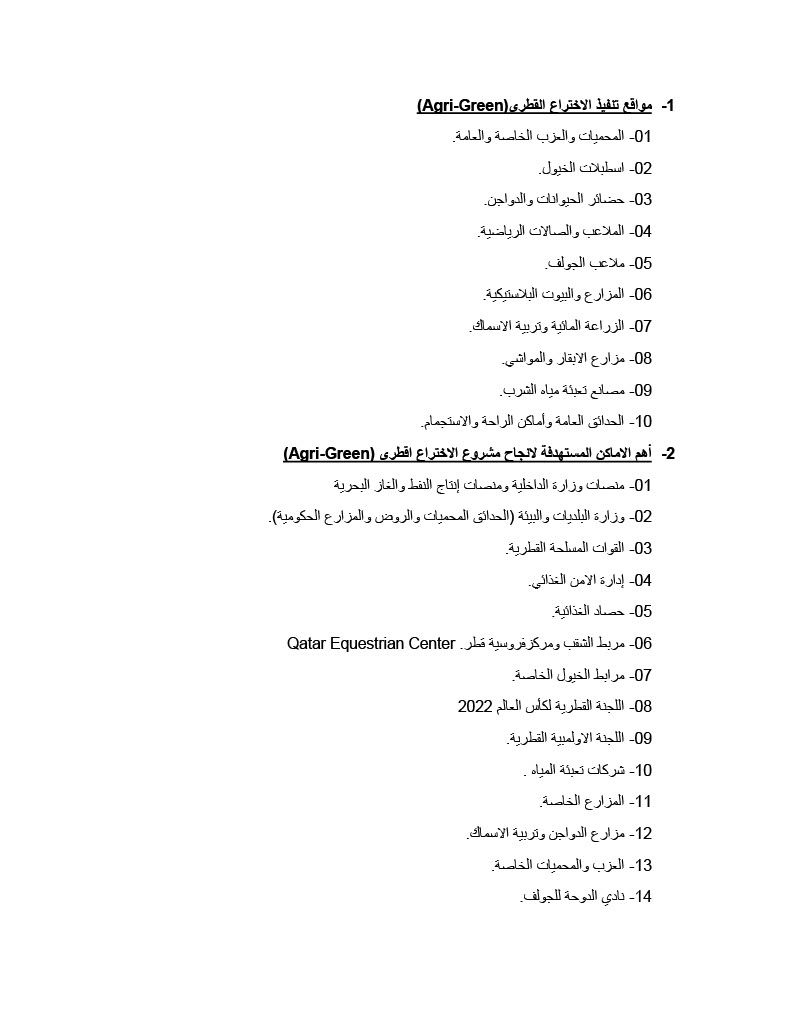 1- مواقع تنفيذ الاختراع القطرى(Agri-Green)
01- المحميات والعزب الخاصة والعامة.
02- اسطبلات الخيول.
03- حضائر الحيوانات والدواجن.
04- الملاعب والصالات الرياضية.
05- ملاعب الجولف.
06- المزارع والبيوت البلاستيكية.
07- الزراعة المائية وتربية الاسماك.
08- مزارع الابقار والمواشي.
09- مصانع تعبئة مياه الشرب.
10- الحدائق العامة وأماكن الراحة والاستجمام.
2- أهم الاماكن المستهدفة لانجاح مشروع الاختراع اقطرى (Agri-Green)
01- منصات وزارة الداخلية ومنصات إنتاج النفط والغاز البحرية
02- وزارة البلديات والبيئة (الحدائق المحميات والروض والمزارع الحكومية).
03- القوات المسلحة القطرية.
04- إدارة الامن الغذائي.
05- حصاد الغذائية.
06- مربط الشقب ومركزفروسية قطر. Qatar Equestrian Center
07- مرابط الخيول الخاصة.
08- اللجنة القطرية لكأس العالم 2022
09- اللجنة الاولمبية القطرية.
10- شركات تعبئة المياه .
11- المزارع الخاصة.
12- مزارع الدواجن وتربية الاسماك.
13- العزب والمحميات الخاصة.
14- نادي الدوحة للجولف.